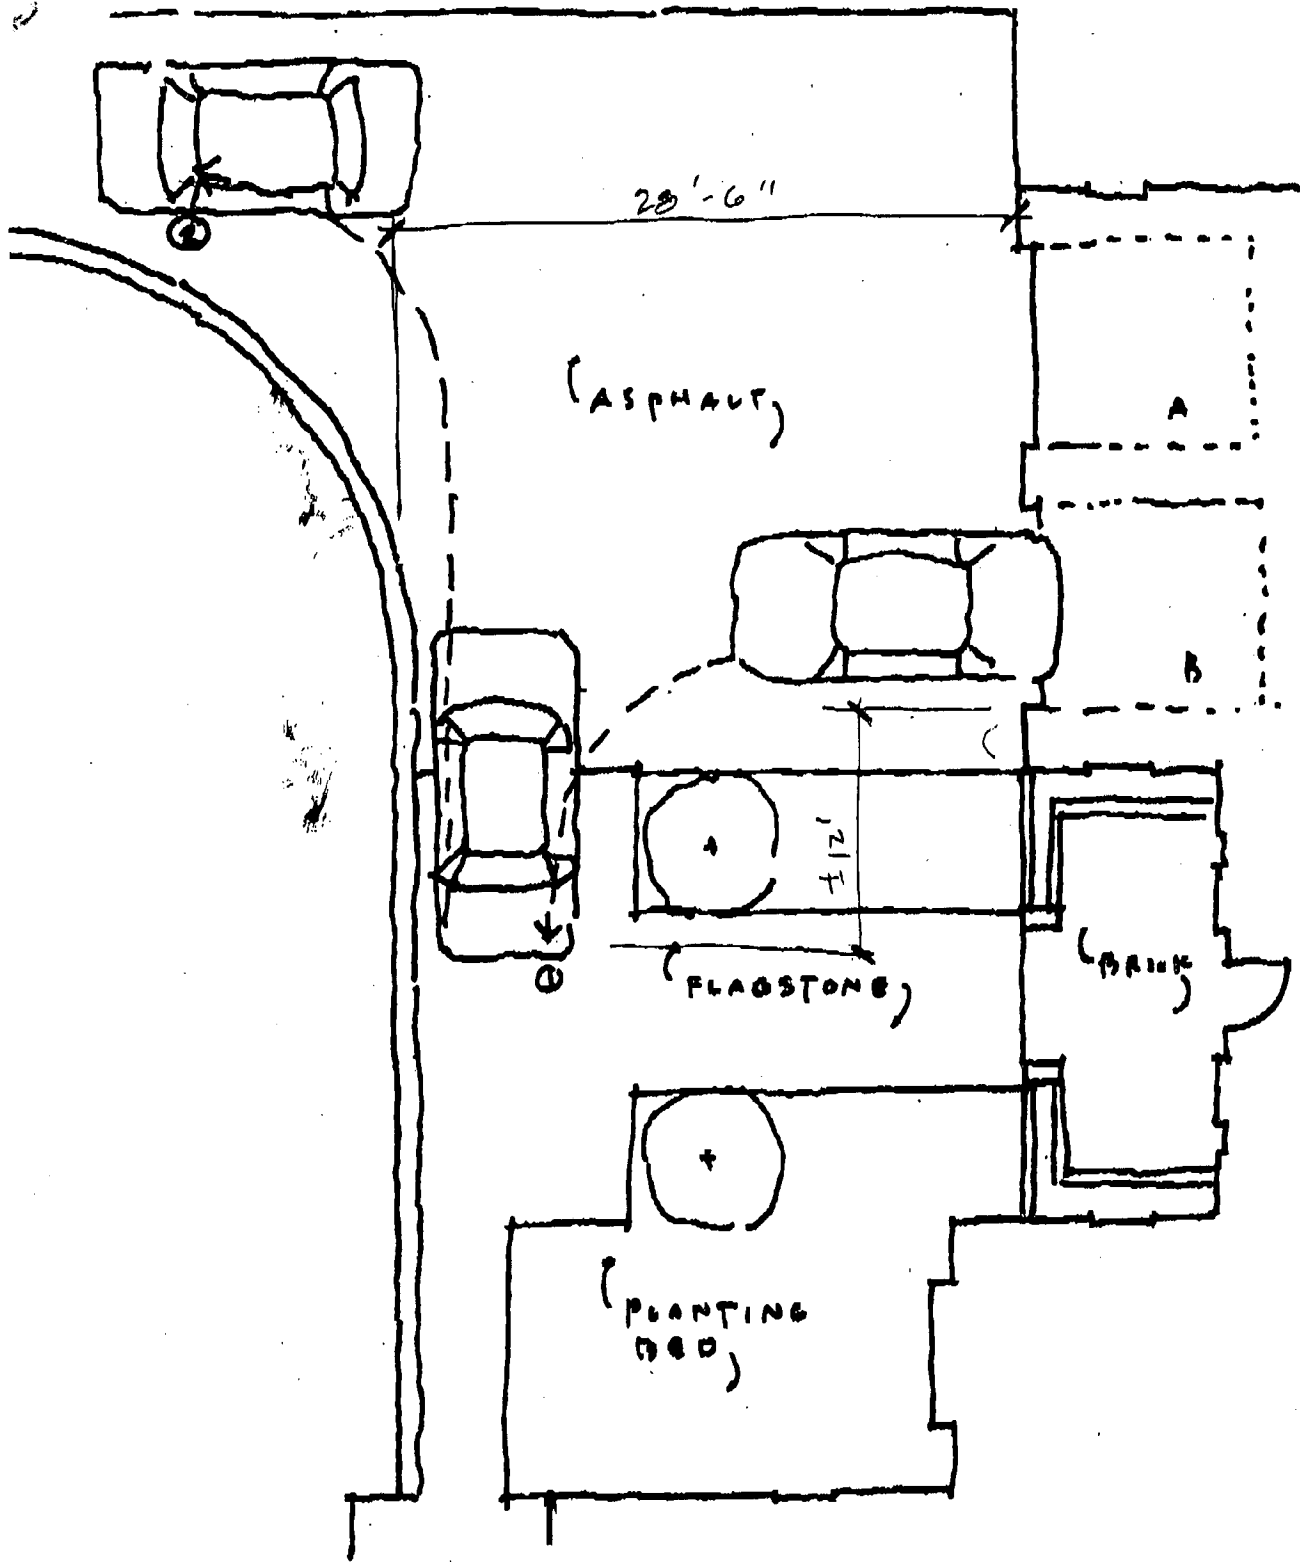 2
28'-6"
ASPHALT
A
B
±12'
BRICK
FLAGSTONE
1
PLANTING
BED